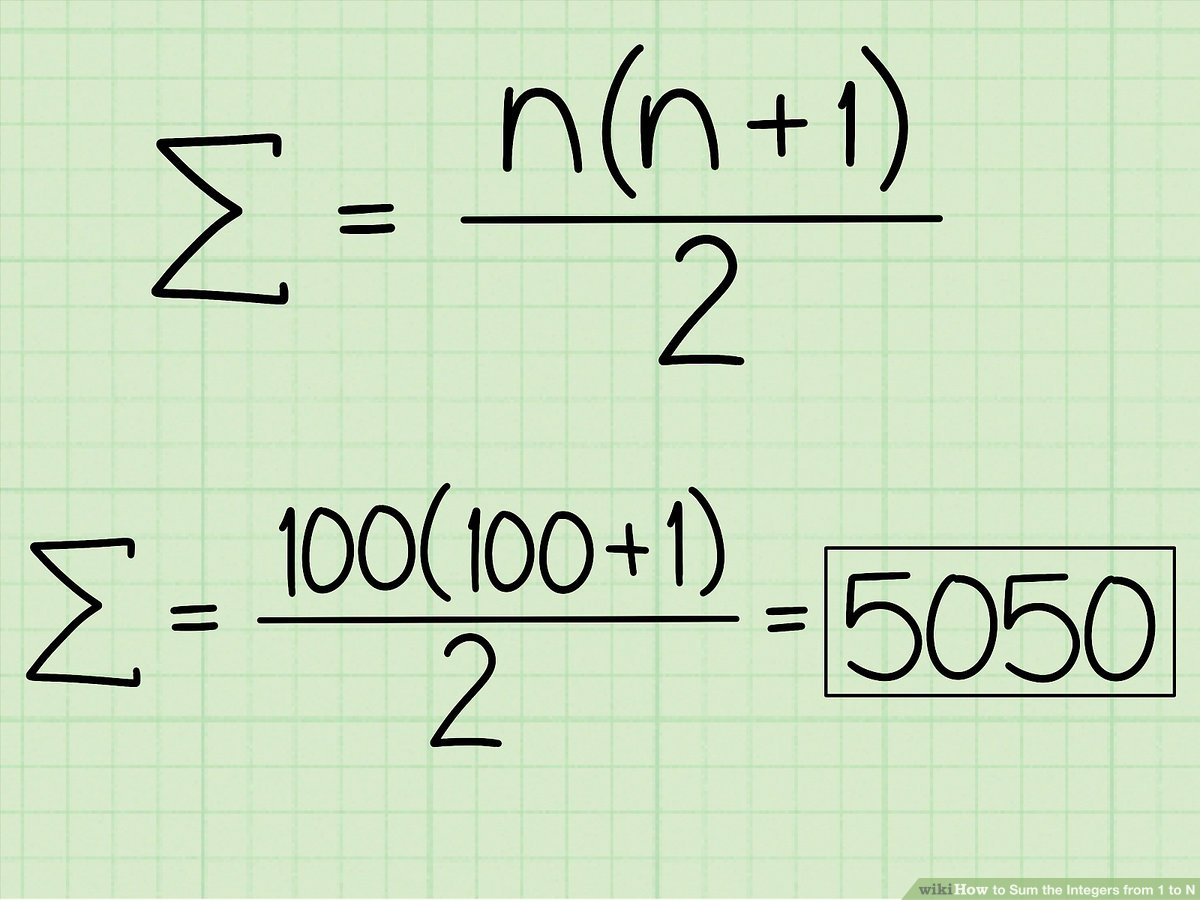 ∑ = n(n+1)/2
∑ = 100(100+1)/2 = 5050
wikiHow to Sum the Integers from 1 to N